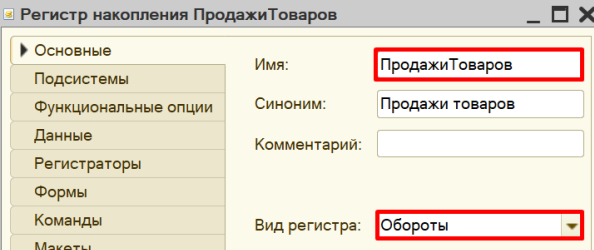 Регистр накопления ПродажиТоваров
Основные
Подсистемы
Функциональные опции
Данные
Регистраторы
Формы
Команды
Макеты
Имя: ПродажиТоваров
Синоним: Продажи товаров
Комментарий:
Вид регистра: Обороты